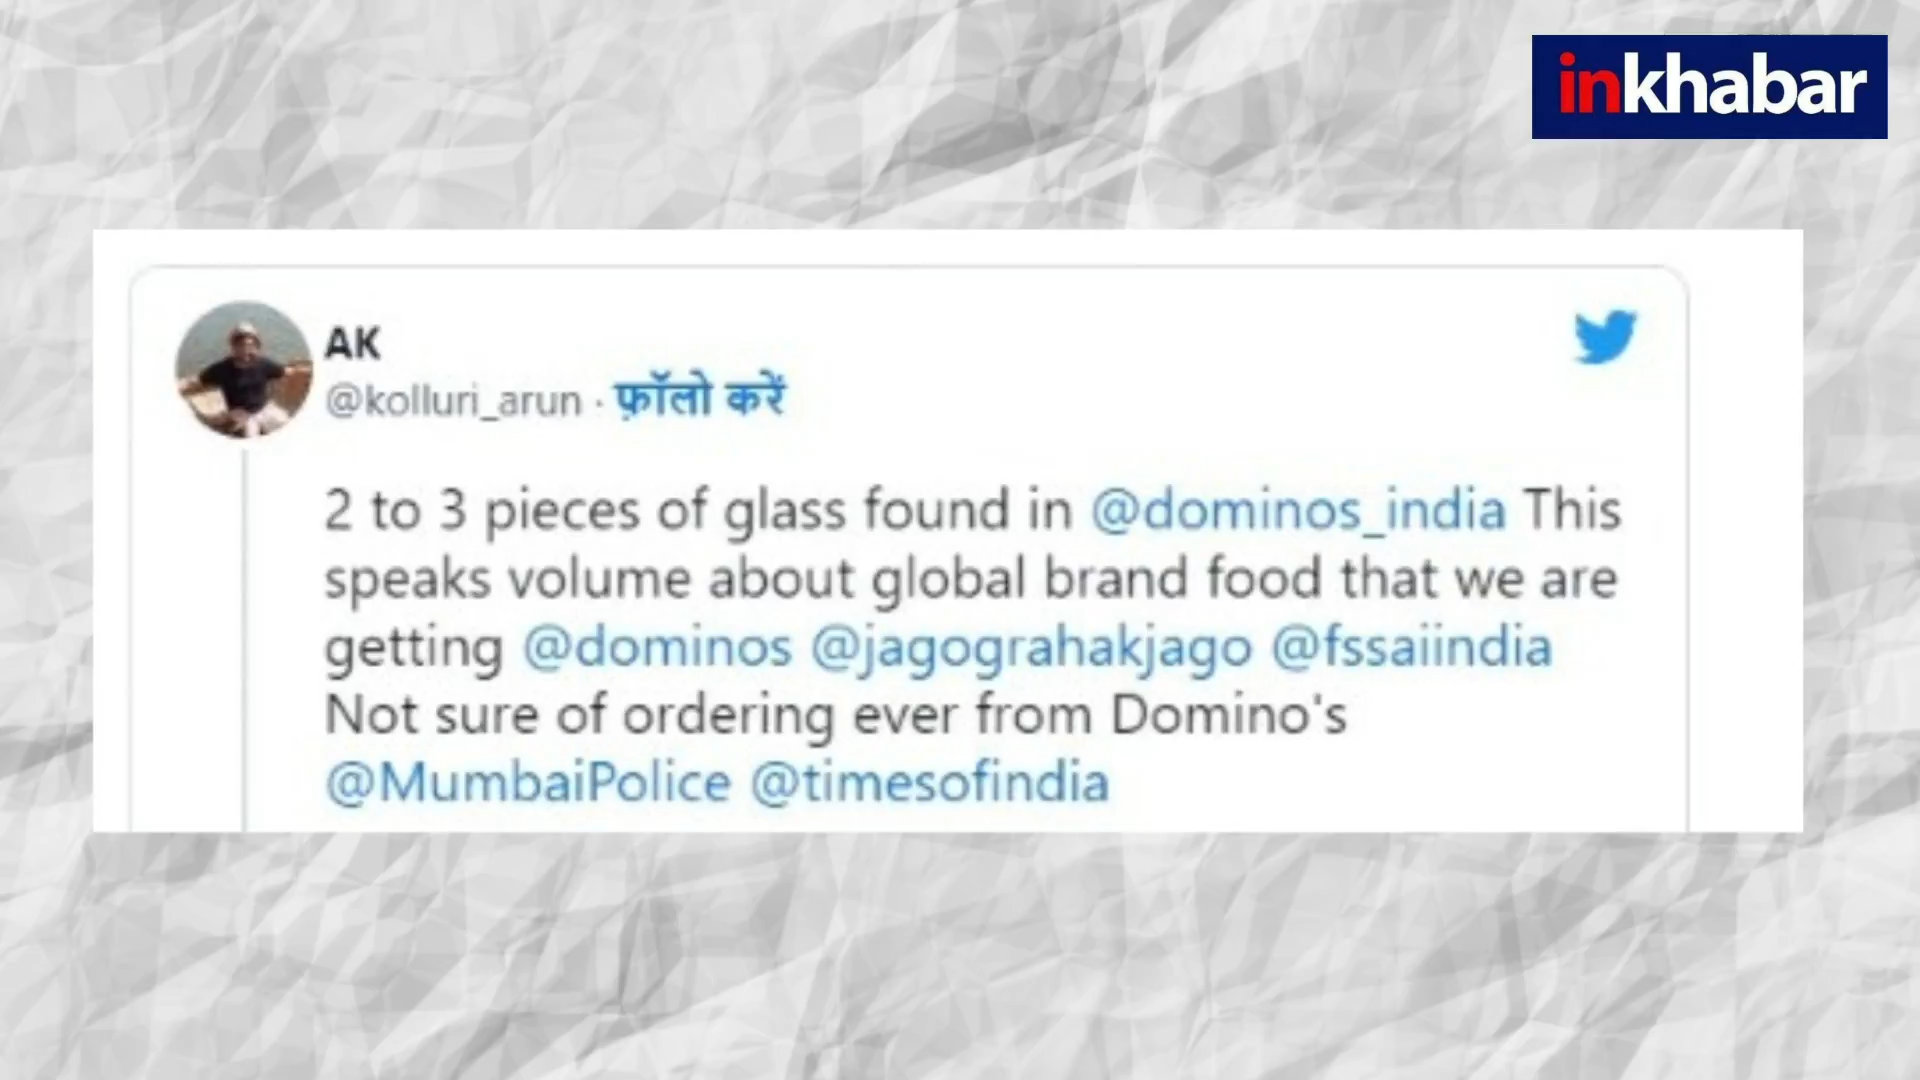 inkhabar
AK
@kolluri_arun · फ़ॉलो करें
2 to 3 pieces of glass found in @dominos_india This
speaks volume about global brand food that we are
getting @dominos @jagograhakjago @fssaiindia
Not sure of ordering ever from Domino's
@MumbaiPolice @timesofindia